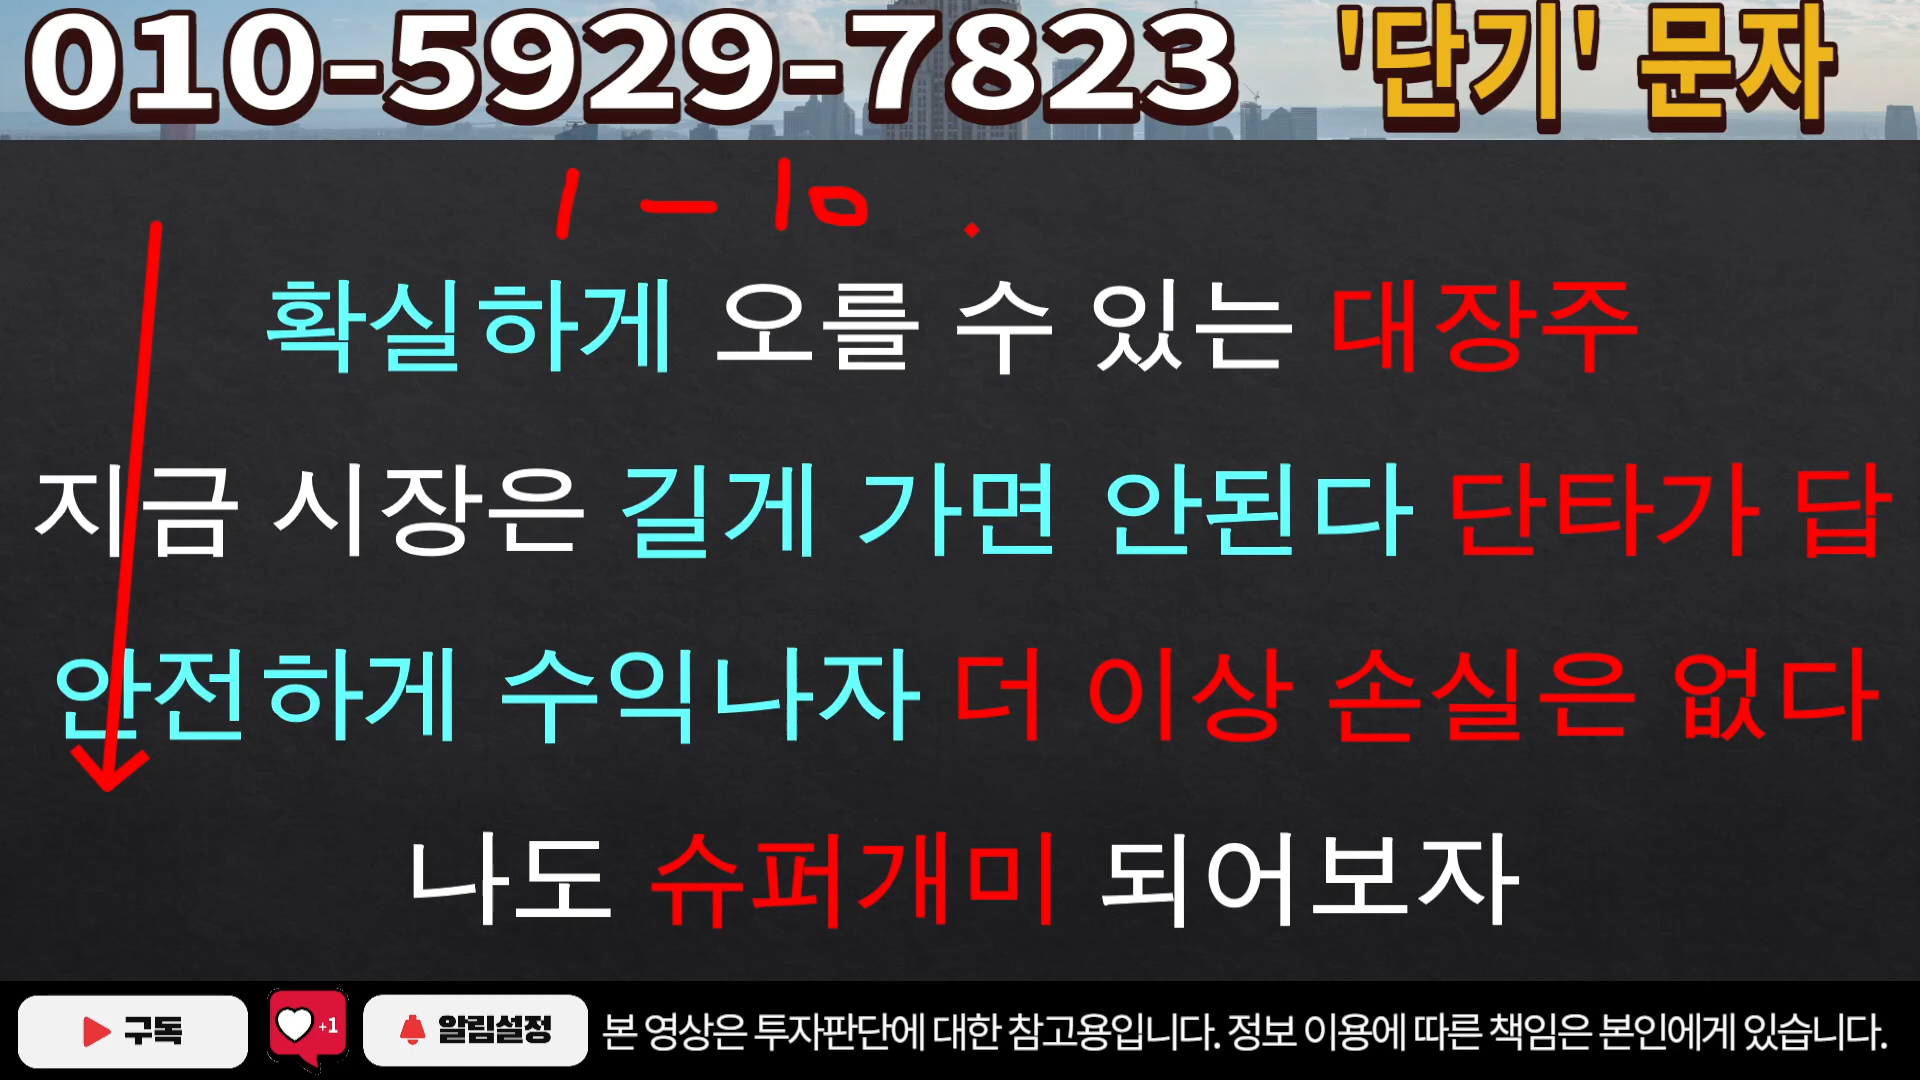 010-5929-7823 '단기' 문자
1 - 10
확실하게 오를 수 있는 대장주
지금 시장은 길게 가면 안된다 단타가 답
안전하게 수익나자 더 이상 손실은 없다
나도 슈퍼개미 되어보자
구독 +1 알림설정 본 영상은 투자판단에 대한 참고용입니다. 정보 이용에 따른 책임은 본인에게 있습니다.